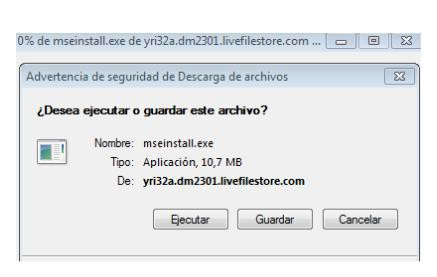 0% de mseinstall.exe de yri32a.dm2301.livefilestore.com ...
Advertencia de seguridad de Descarga de archivos
¿Desea ejecutar o guardar este archivo?
Nombre: mseinstall.exe
Tipo: Aplicación, 10,7 MB
De: yri32a.dm2301.livefilestore.com
Ejecutar Guardar Cancelar